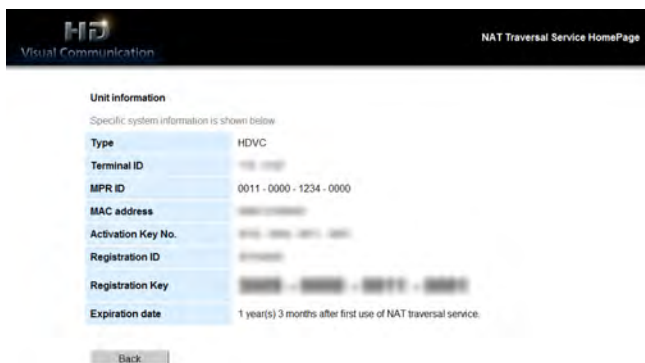 HD
Visual Communication
NAT Traversal Service HomePage
Unit information
Specific system information is shown below
Type HDVC
Terminal ID
MPR ID 0011 - 0000 - 1234 - 0000
MAC address
Activation Key No.
Registration ID
Registration Key
Expiration date 1 year(s) 3 months after first use of NAT traversal service.
Back